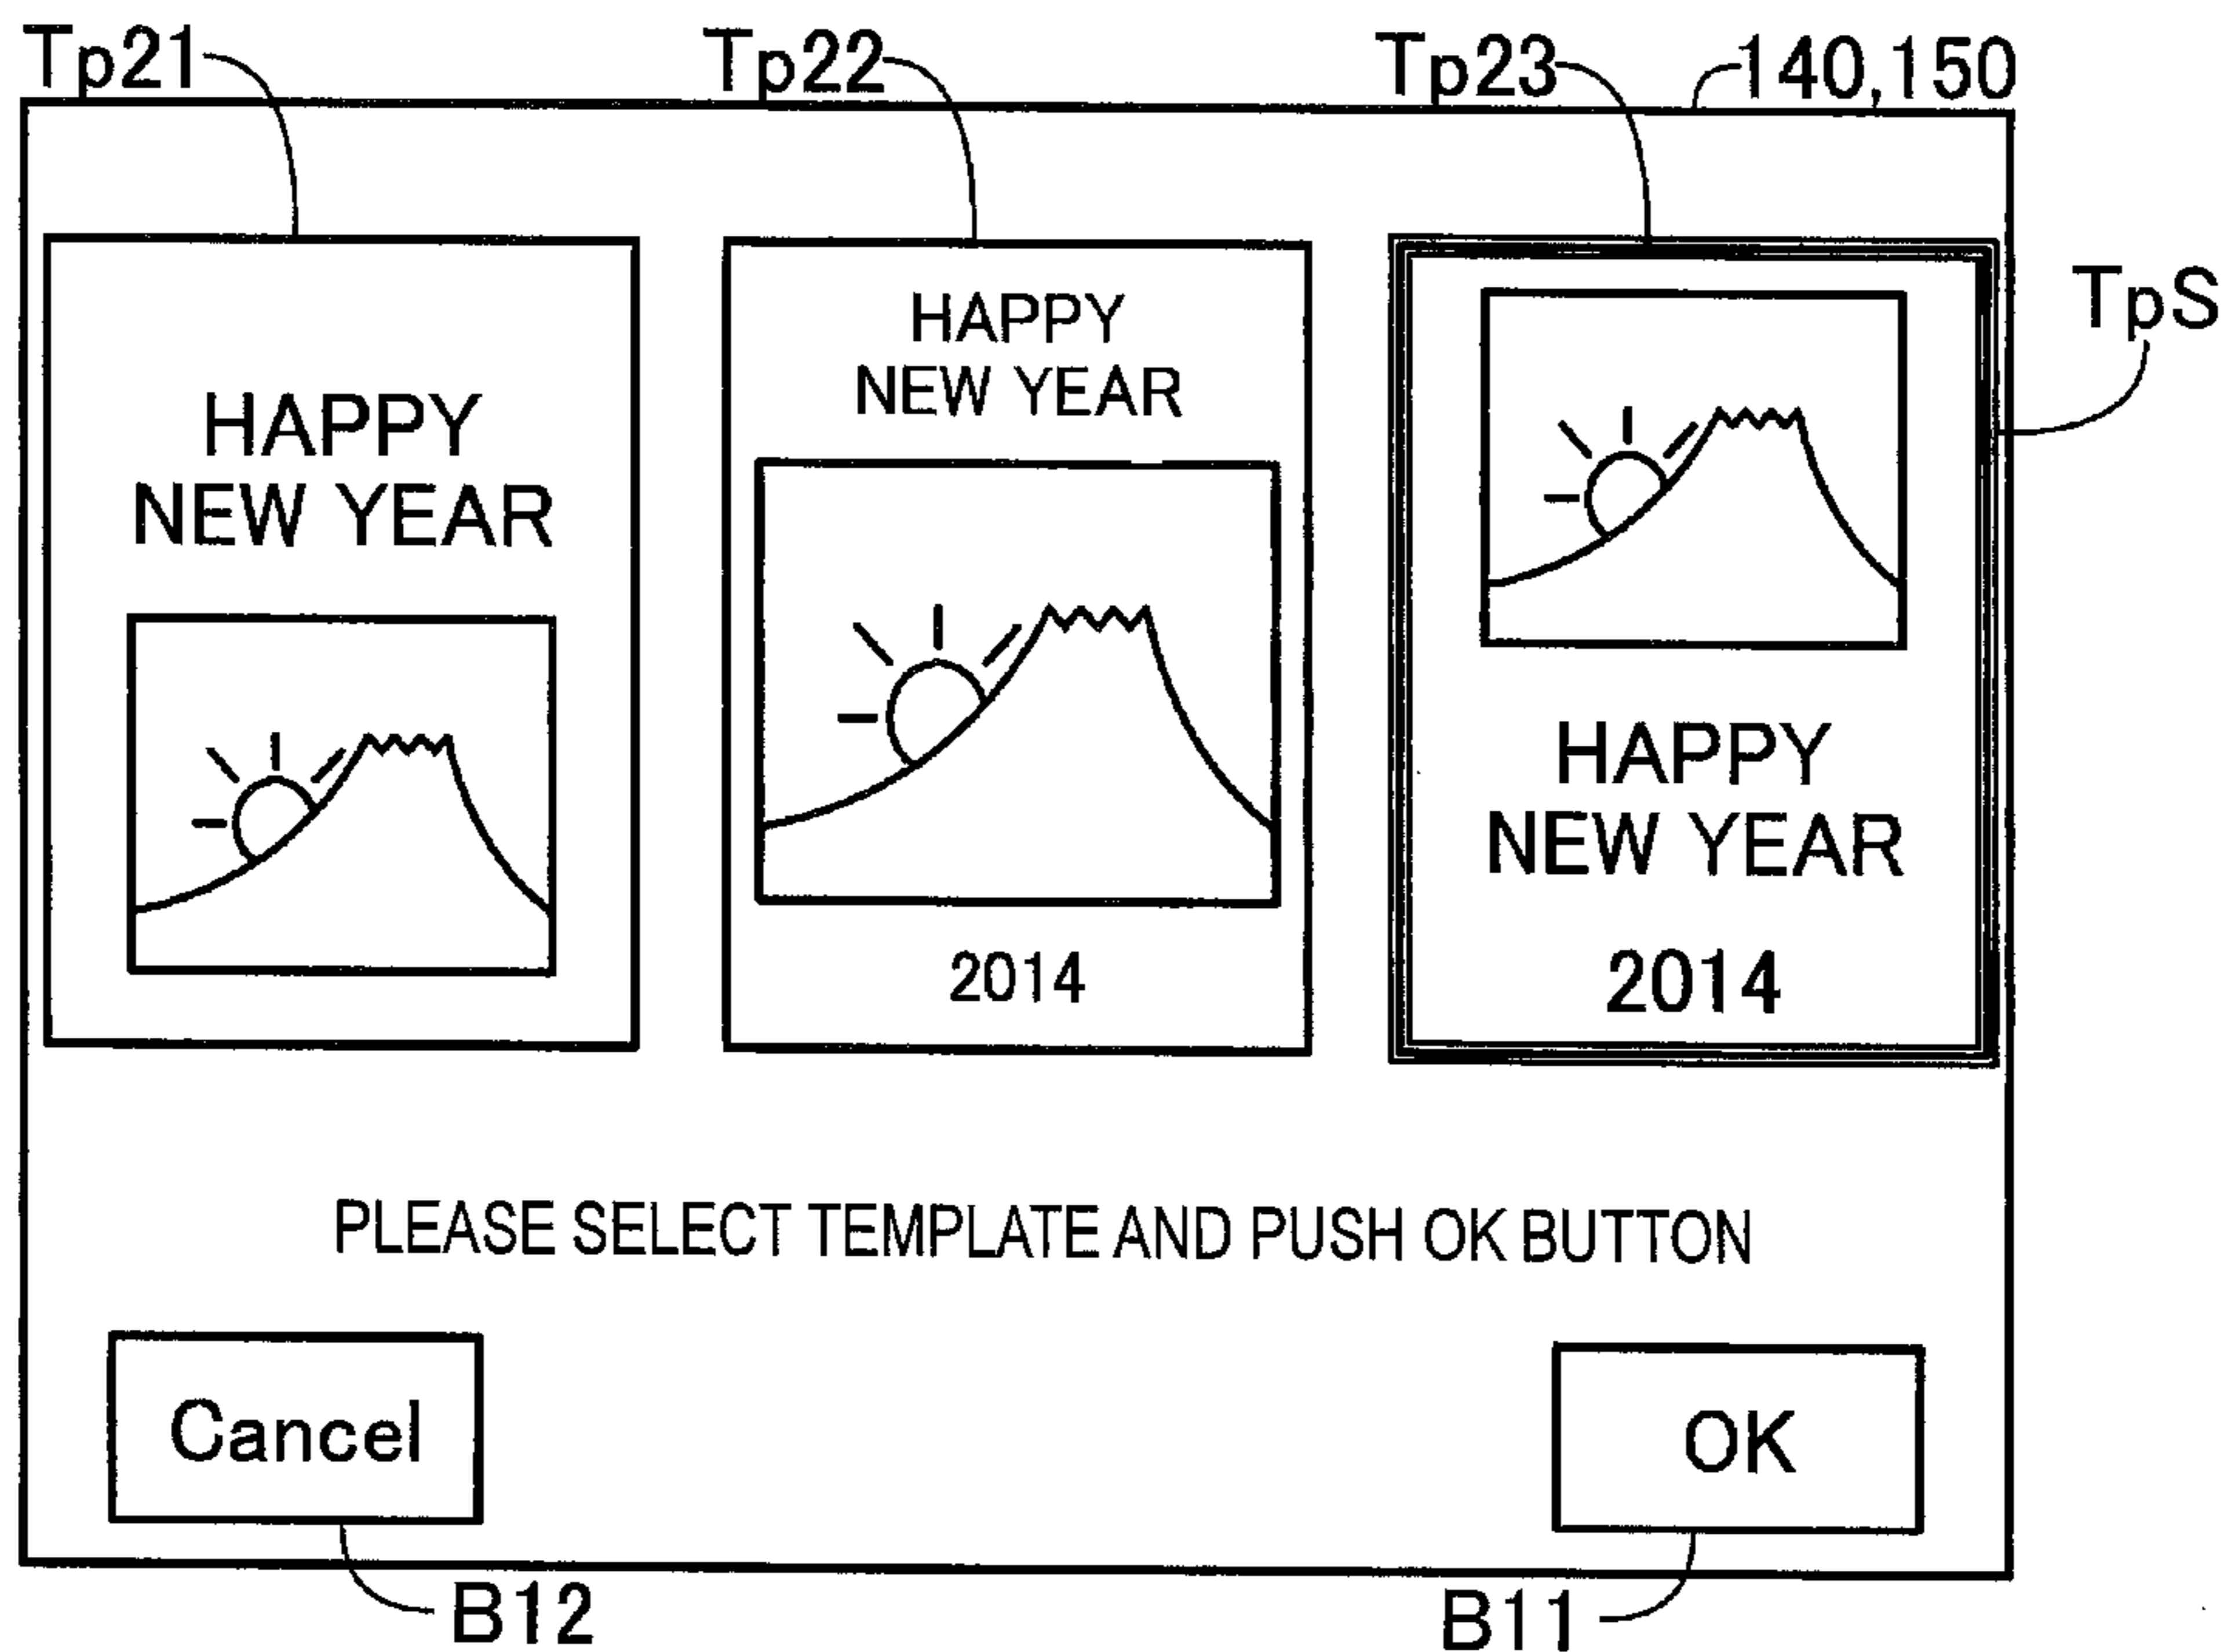 Tp21
Tp22
Tp23
140,150
TpS
HAPPY
NEW YEAR
HAPPY
NEW YEAR
2014
HAPPY
NEW YEAR
2014
PLEASE SELECT TEMPLATE AND PUSH OK BUTTON
Cancel
OK
B12
B11